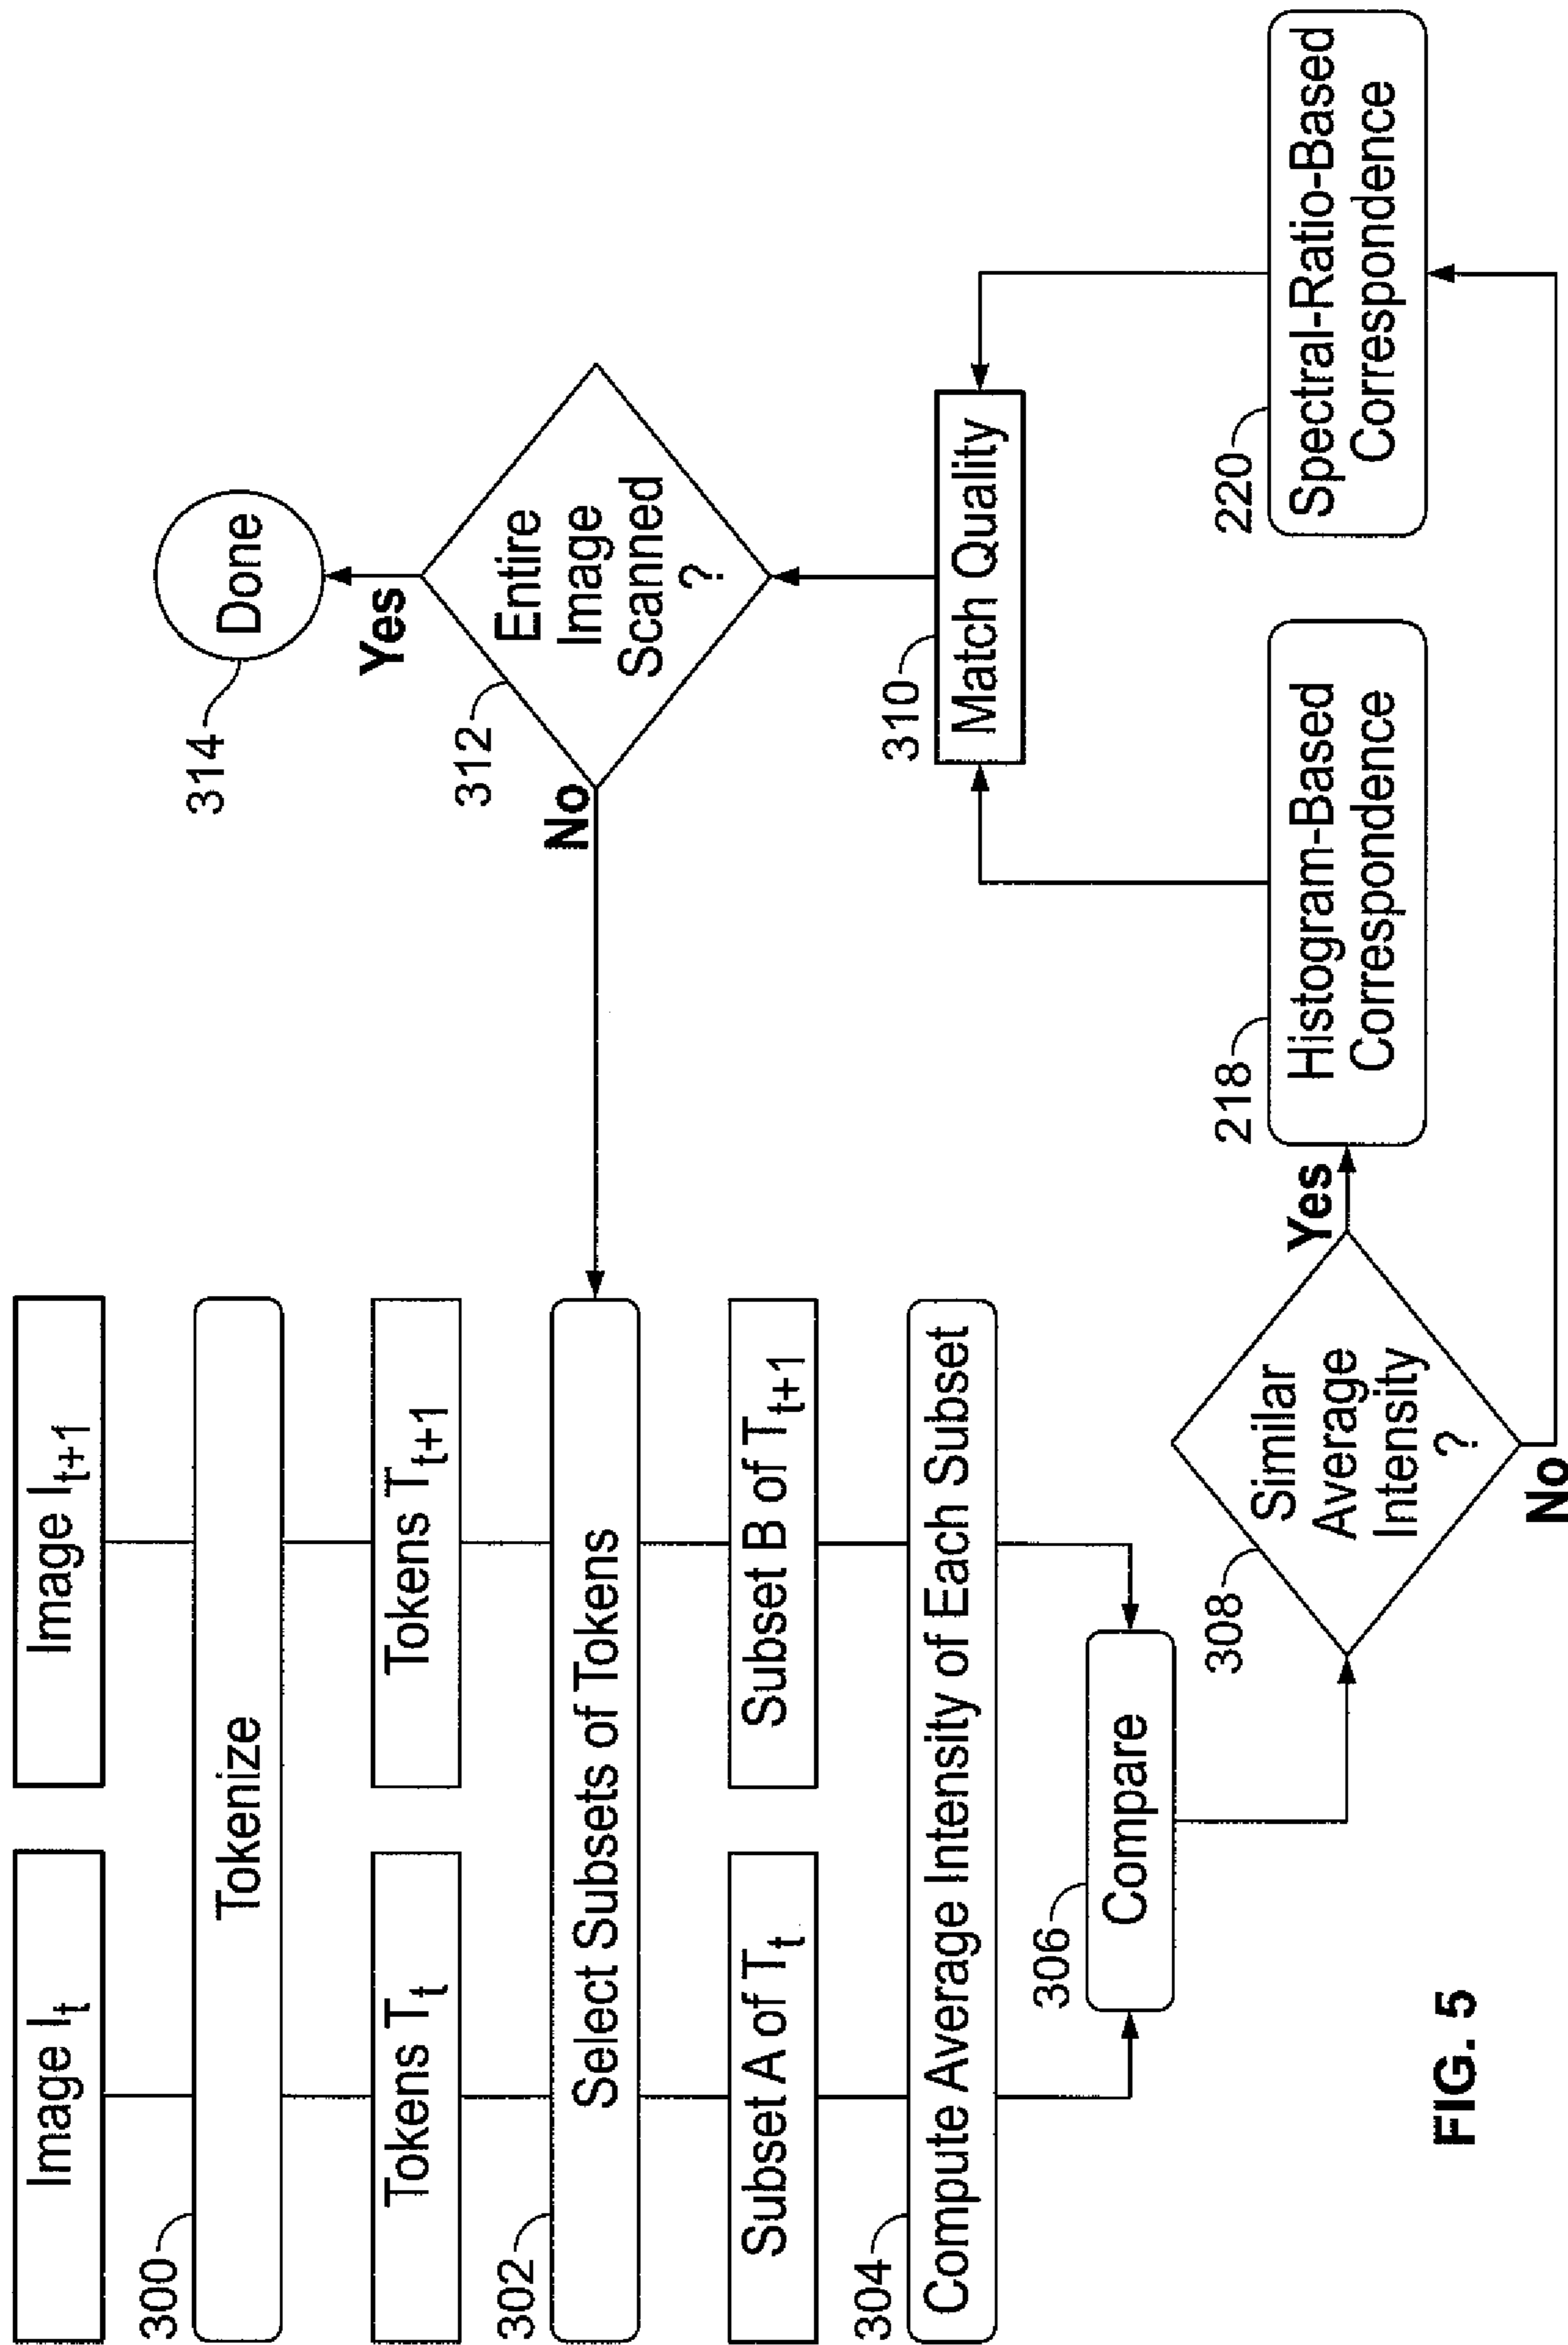 Image I_t
Image I_{t+1}
300
Tokenize
Tokens T_t
Tokens T_{t+1}
302
Select Subsets of Tokens
Subset A of T_t
Subset B of T_{t+1}
304
Compute Average Intensity of Each Subset
306
Compare
308
Similar
Average
Intensity
?
Yes
No
218
Histogram-Based
Correspondence
220
Spectral-Ratio-Based
Correspondence
310
Match Quality
312
Entire
Image
Scanned
?
No
Yes
314
Done
FIG. 5